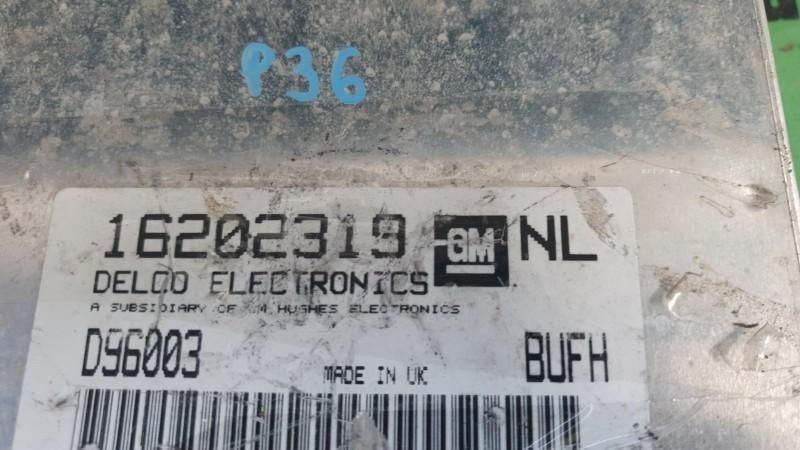 P36
16202319 GM NL
DELCO ELECTRONICS
A SUBSIDIARY OF GM HUGHES ELECTRONICS
D96003 MADE IN UK BUFH